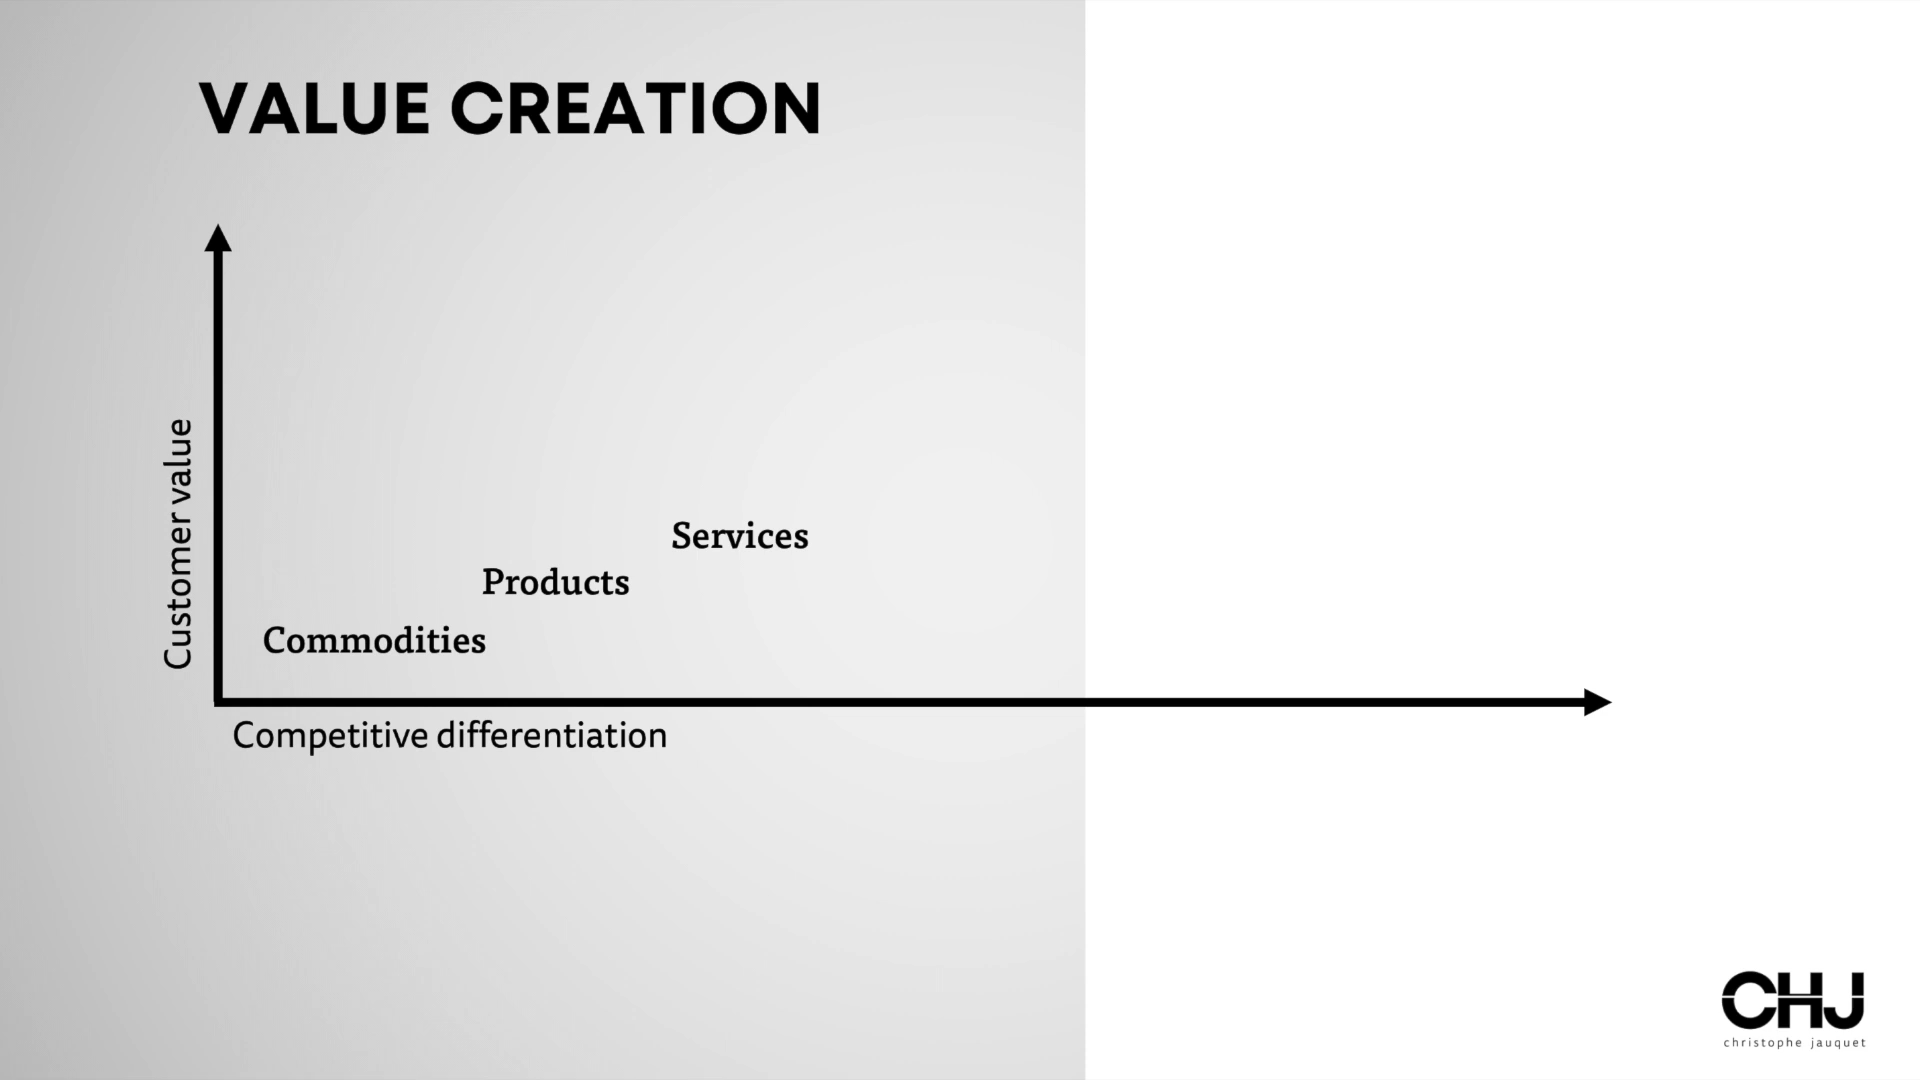 VALUE CREATION
Customer value
Services
Products
Commodities
Competitive differentiation
CHJ
christophe jauquet